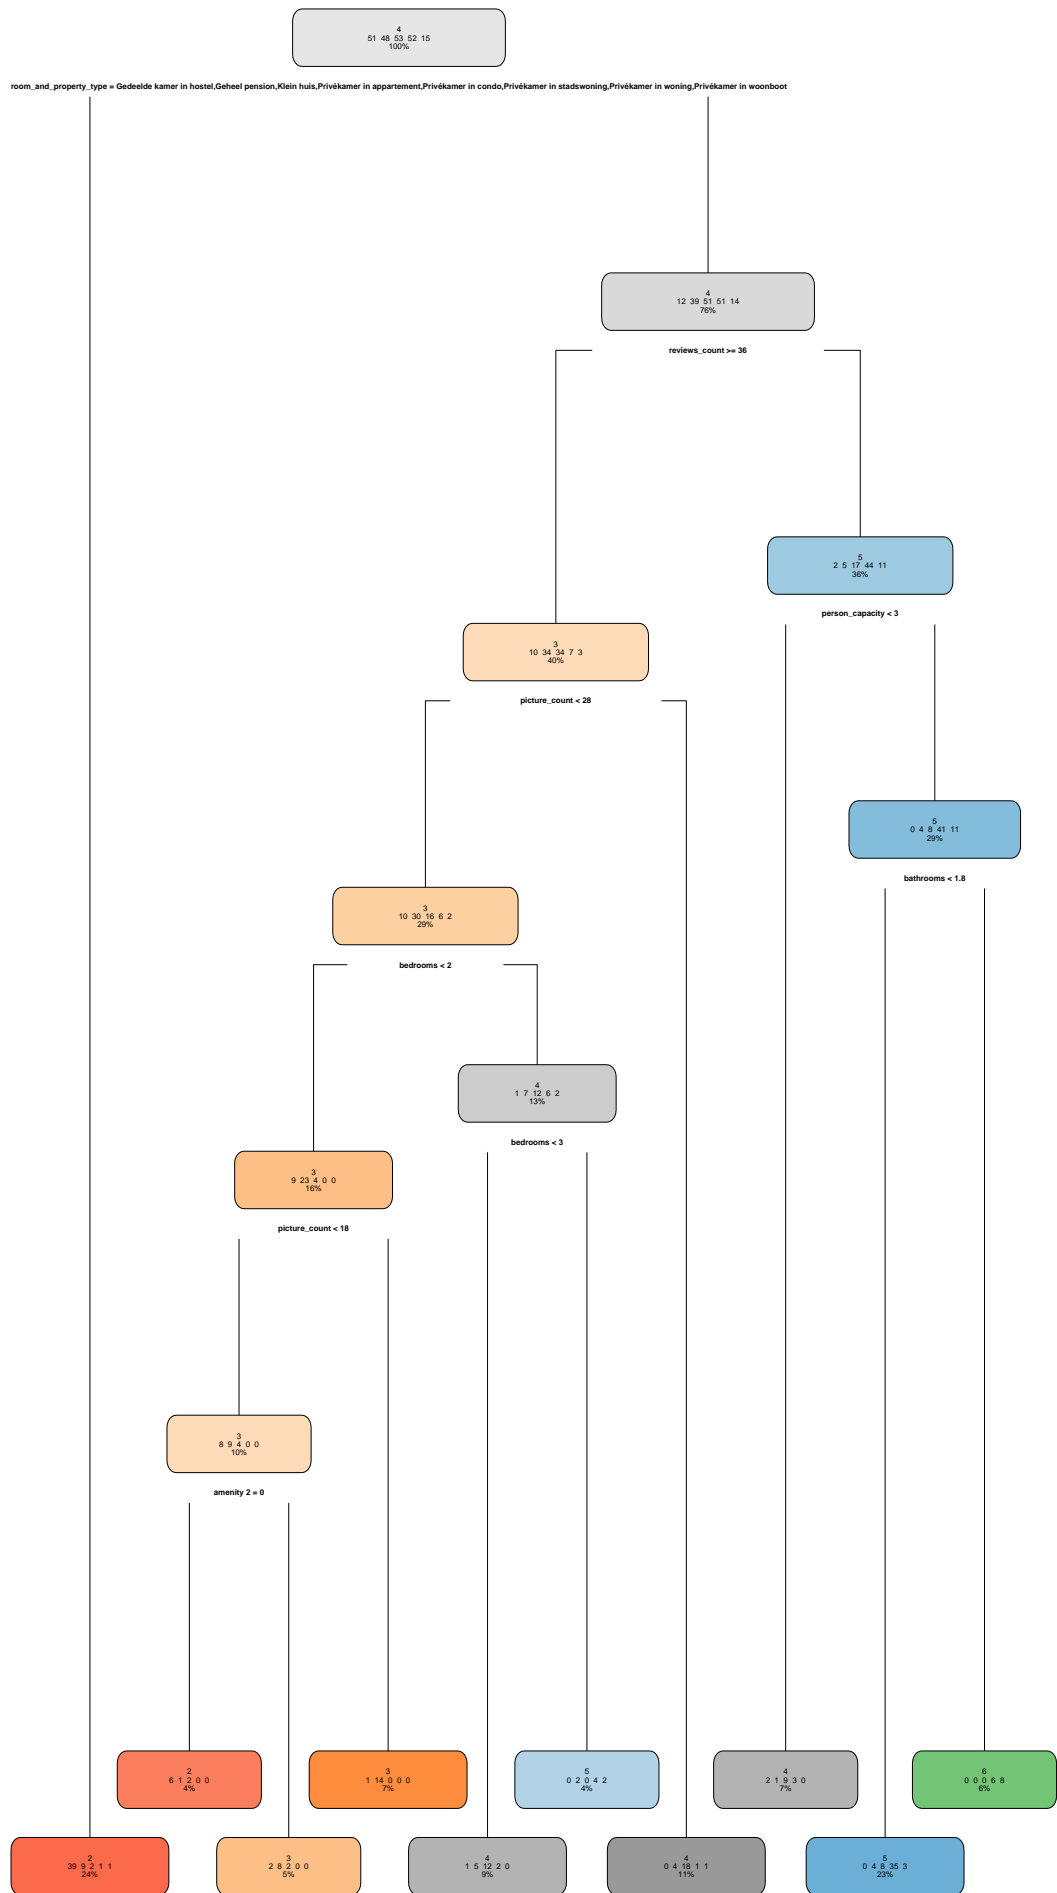 4
51 48 53 52 15
100%
room_and_property_type = Gedeelde kamer in hostel,Geheel pension,Klein huis,Privékamer in appartement,Privékamer in condo,Privékamer in stadswoning,Privékamer in woning,Privékamer in woonboot
4
12 39 51 51 14
76%
reviews_count >= 36
5
2 5 17 44 11
36%
person_capacity < 3
3
10 34 34 7 3
40%
picture_count < 28
5
0 4 8 41 11
29%
bathrooms < 1.8
3
10 30 16 6 2
29%
bedrooms < 2
4
1 7 12 6 2
13%
bedrooms < 3
3
9 23 4 0 0
16%
picture_count < 18
3
8 9 4 0 0
10%
amenity 2 = 0
2
6 1 2 0 0
4%
3
1 14 0 0 0
7%
5
0 2 0 4 2
4%
4
2 1 9 3 0
7%
6
0 0 0 6 8
6%
2
39 9 2 1 1
24%
3
2 8 2 0 0
5%
4
1 5 12 2 0
9%
4
0 4 18 1 1
11%
5
0 4 8 35 3
23%